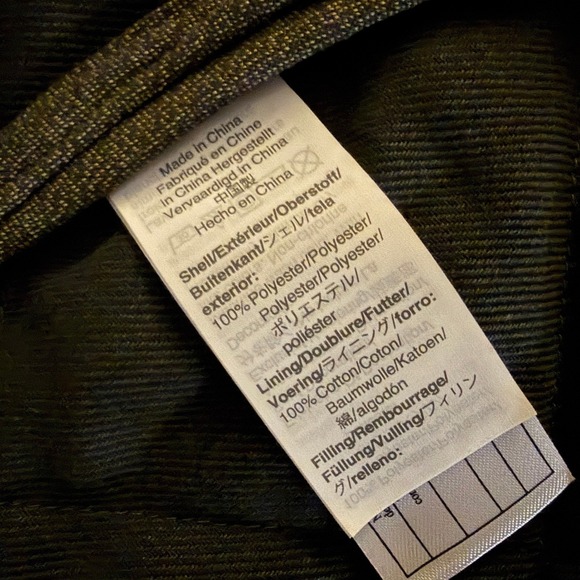 Made in China
Fabriqué en Chine
in China Hergestellt
Vervaardigd in China
中国製
Hecho en China
Shell/Extérieur/Oberstoff/
Buitenkant/シェル/tela
exterior:
100% Polyester/Polyester/
Polyester/Polyester/
ポリエステル/
poliéster
Lining/Doublure/Futter/
Voering/ライニング/forro:
100% Cotton/Coton/
Baumwolle/Katoen/
綿/algodón
Filling/Rembourrage/
Füllung/Vulling/フィリン
グ/relleno: